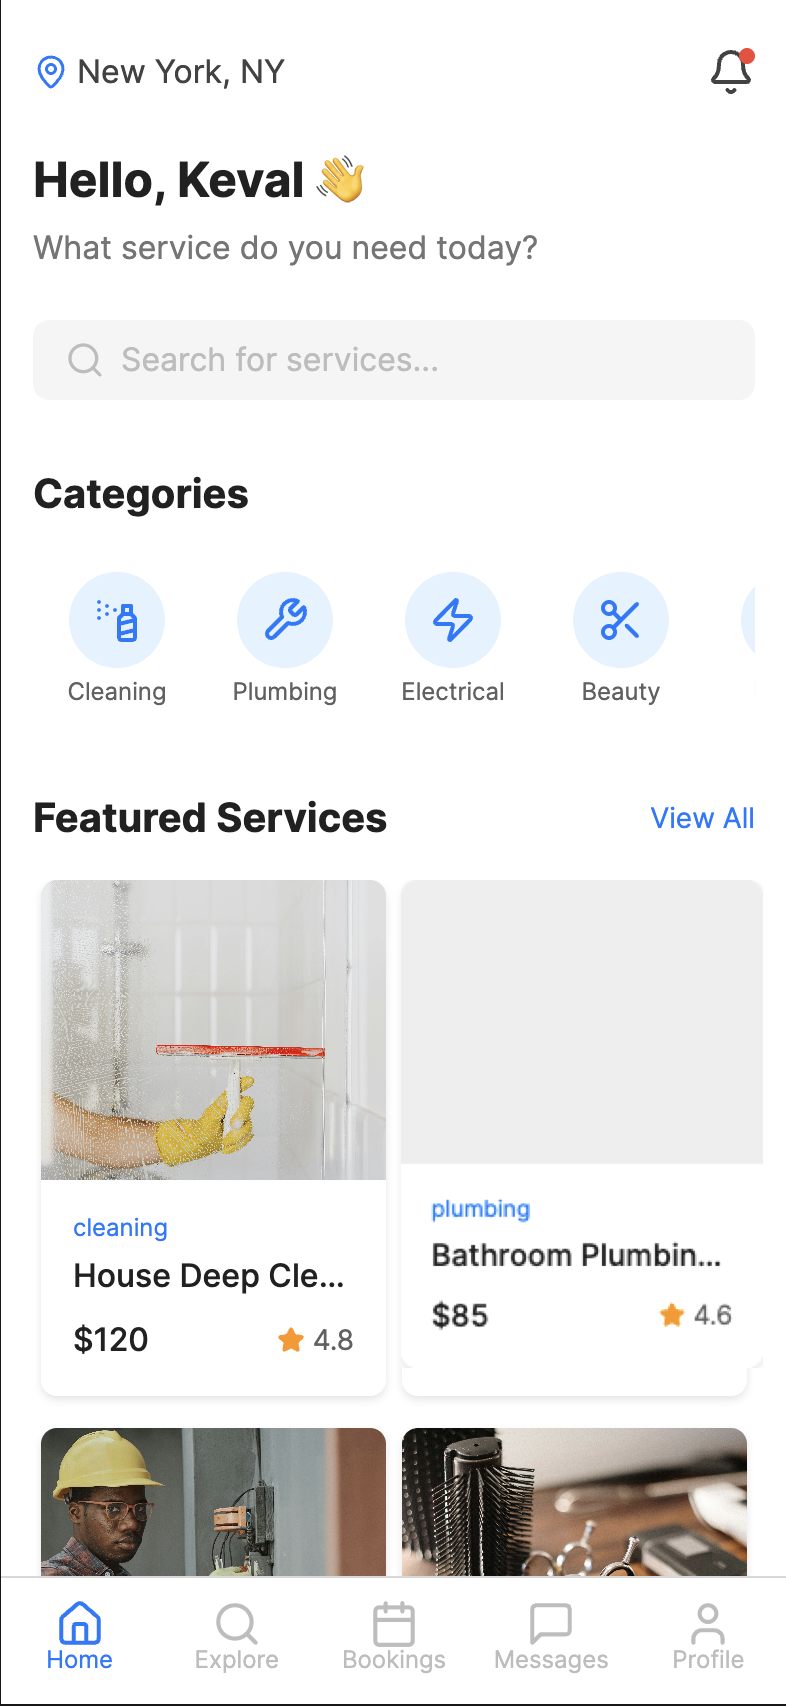 New York, NY
Hello, Keval 👋
What service do you need today?
Search for services...
Categories
Cleaning
Plumbing
Electrical
Beauty
Featured Services
View All
cleaning
House Deep Cle...
$120
4.8
plumbing
Bathroom Plumbin...
$85
4.6
Home
Explore
Bookings
Messages
Profile